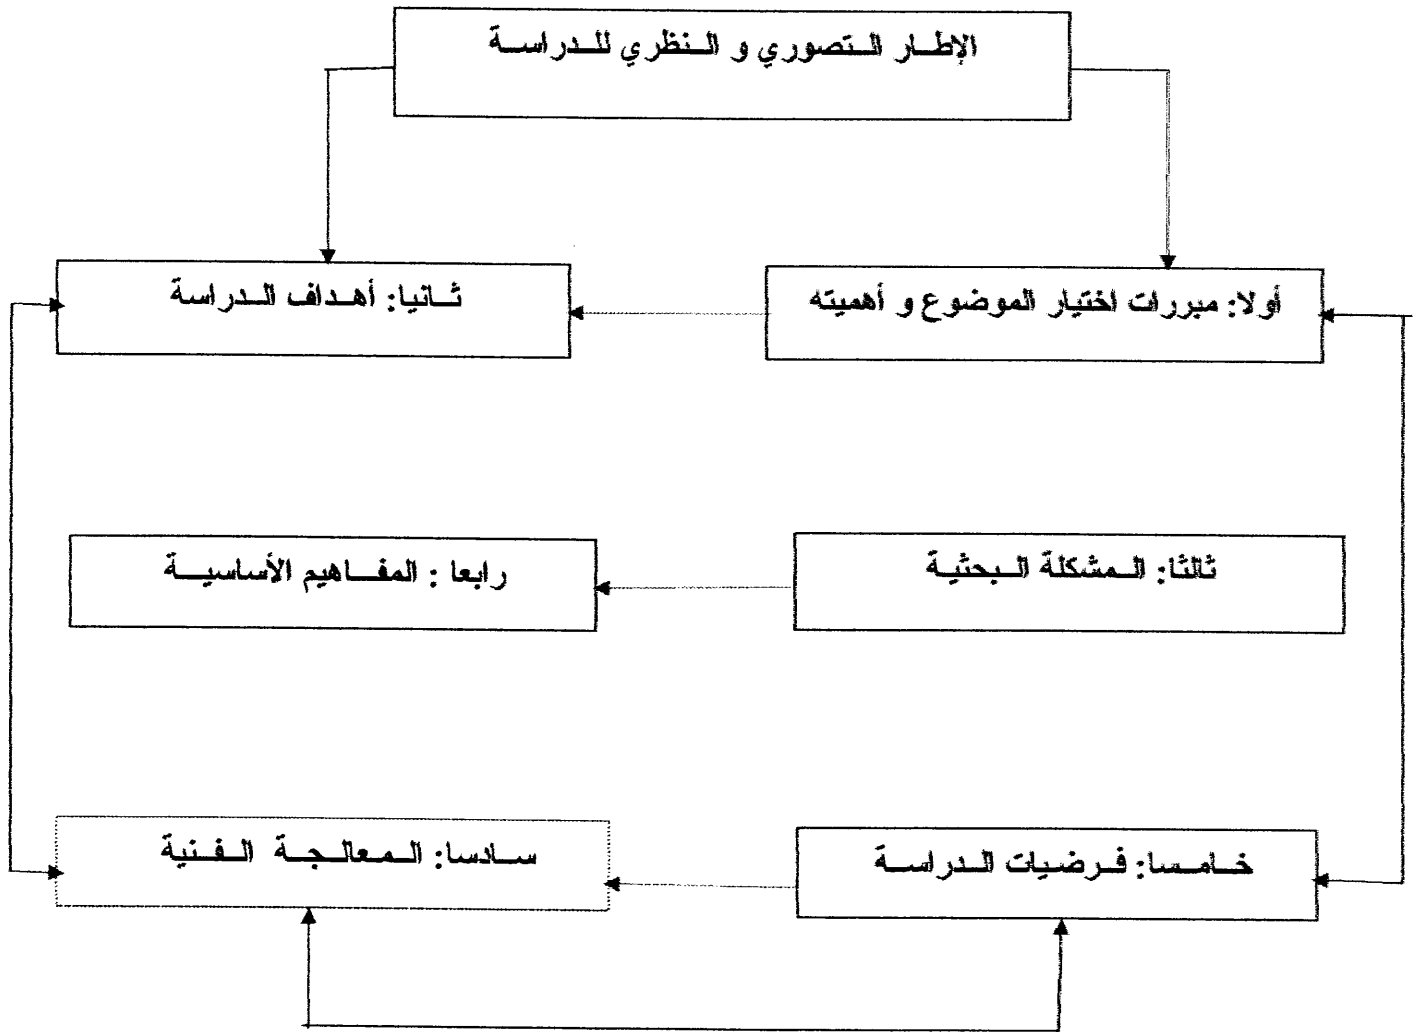 الإطار التصوري و النظري للدراسة
أولا: مبررات اختيار الموضوع و أهميته
ثانيا: أهداف الدراسة
ثالثا: المشكلة البحثية
رابعا : المفاهيم الأساسية
خامسا: فرضيات الدراسة
سادسا: المعالجة الفنية